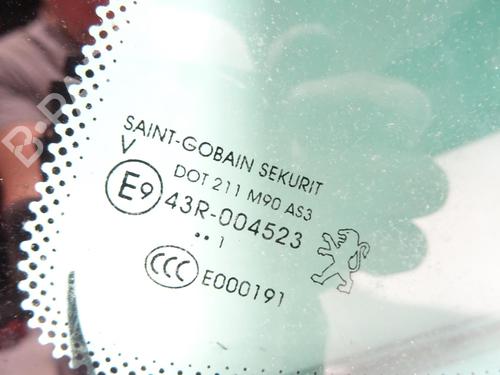 SAINT-GOBAIN SEKURIT
V
DOT 211 M90 AS3
E9 43R-004523
•• 1
CCC E000191